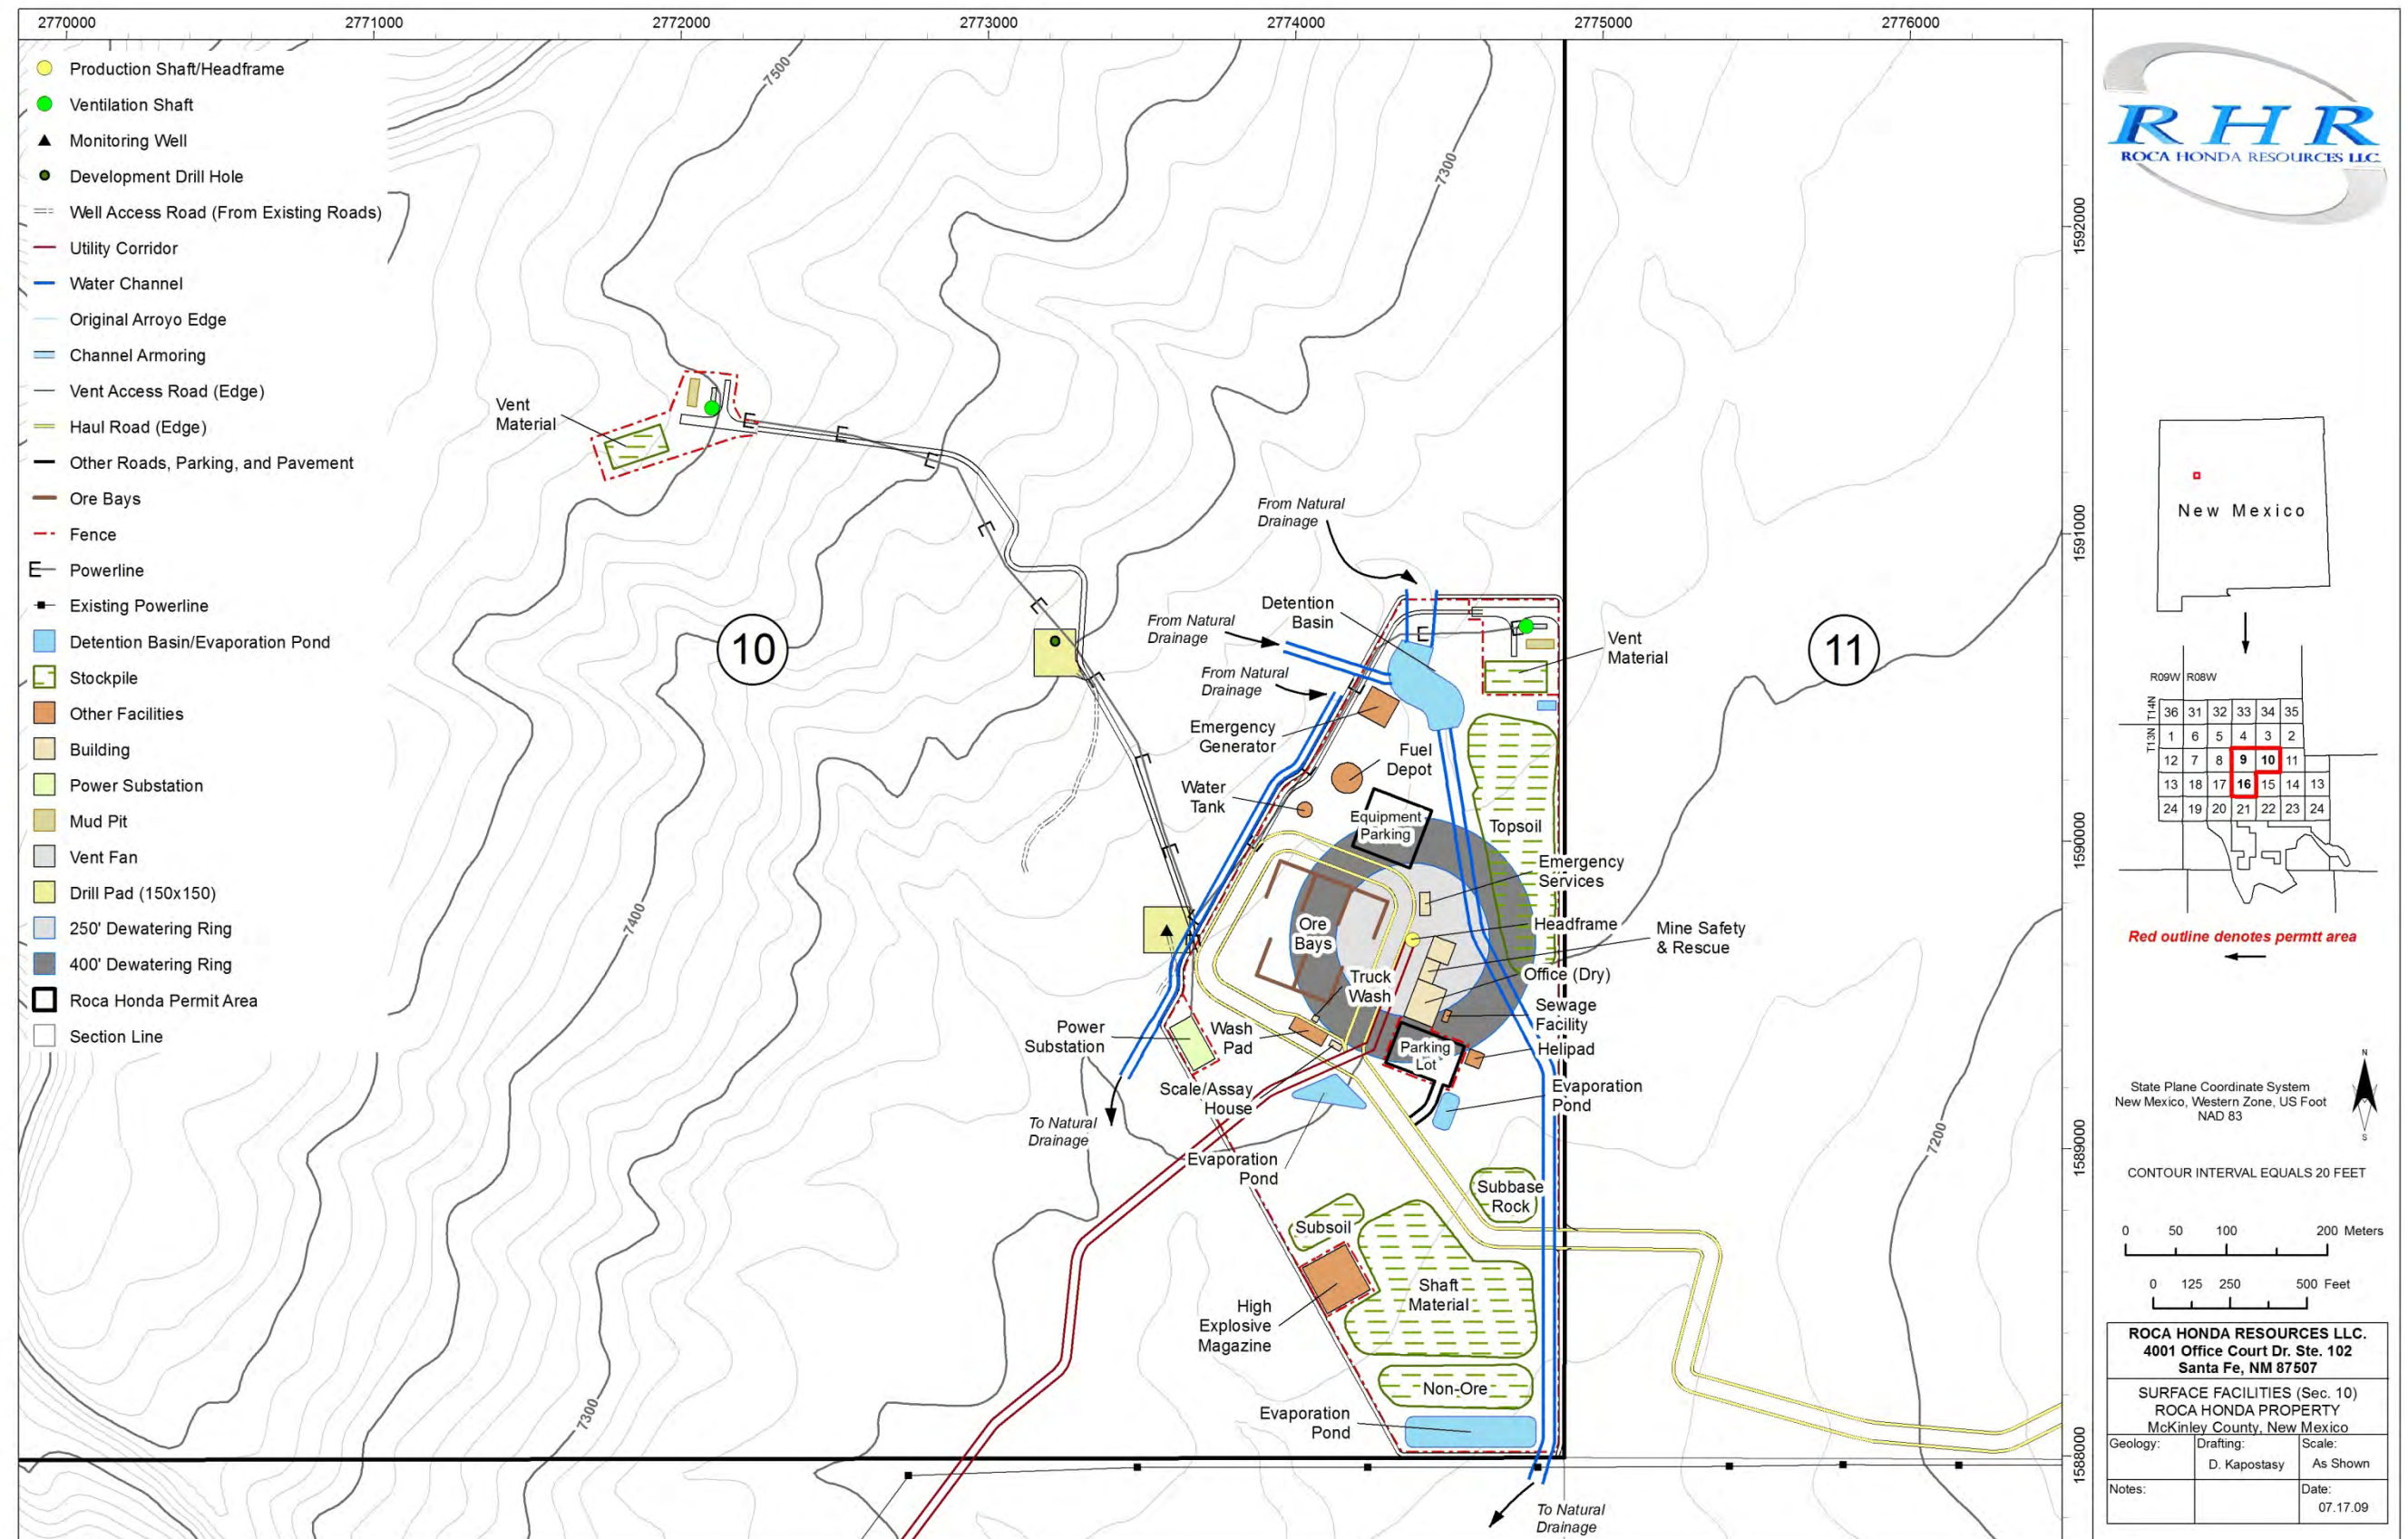 2770000
2771000
2772000
2773000
2774000
2775000
2776000
Production Shaft/Headframe
Ventilation Shaft
Monitoring Well
Development Drill Hole
Well Access Road (From Existing Roads)
Utility Corridor
Water Channel
Original Arroyo Edge
Channel Armoring
Vent Access Road (Edge)
Haul Road (Edge)
Other Roads, Parking, and Pavement
Ore Bays
Fence
E
Powerline
Existing Powerline
Detention Basin/Evaporation Pond
Stockpile
Other Facilities
Building
Power Substation
Mud Pit
Vent Fan
Drill Pad (150x150)
250' Dewatering Ring
400' Dewatering Ring
Roca Honda Permit Area
Section Line
7500
7300
7400
7300
7200
Vent
Material
10
11
From Natural
Drainage
Detention
Basin
From Natural
Drainage
From Natural
Drainage
Vent
Material
Emergency
Generator
Fuel
Depot
Water
Tank
Equipment
Parking
Topsoil
Emergency
Services
Ore
Bays
Headframe
Mine Safety
& Rescue
Truck
Wash
Office (Dry)
Sewage
Facility
Power
Substation
Wash
Pad
Parking
Lot
Helipad
Scale/Assay
House
Evaporation
Pond
To Natural
Drainage
Evaporation
Pond
Subbase
Rock
Subsoil
Shaft
Material
High
Explosive
Magazine
Non-Ore
Evaporation
Pond
To Natural
Drainage
1592000
1591000
1590000
1589000
1588000
RHR
ROCA HONDA RESOURCES LLC.
New Mexico
R09W R08W
T14N
T13N
36 31 32 33 34 35
1 6 5 4 3 2
12 7 8 9 10 11
13 18 17 16 15 14 13
24 19 20 21 22 23 24
Red outline denotes permtt area
N
S
State Plane Coordinate System
New Mexico, Western Zone, US Foot
NAD 83
CONTOUR INTERVAL EQUALS 20 FEET
0 50 100 200 Meters
0 125 250 500 Feet
ROCA HONDA RESOURCES LLC.
4001 Office Court Dr. Ste. 102
Santa Fe, NM 87507
SURFACE FACILITIES (Sec. 10)
ROCA HONDA PROPERTY
McKinley County, New Mexico
Geology:
Drafting:
D. Kapostasy
Scale:
As Shown
Notes:
Date:
07.17.09